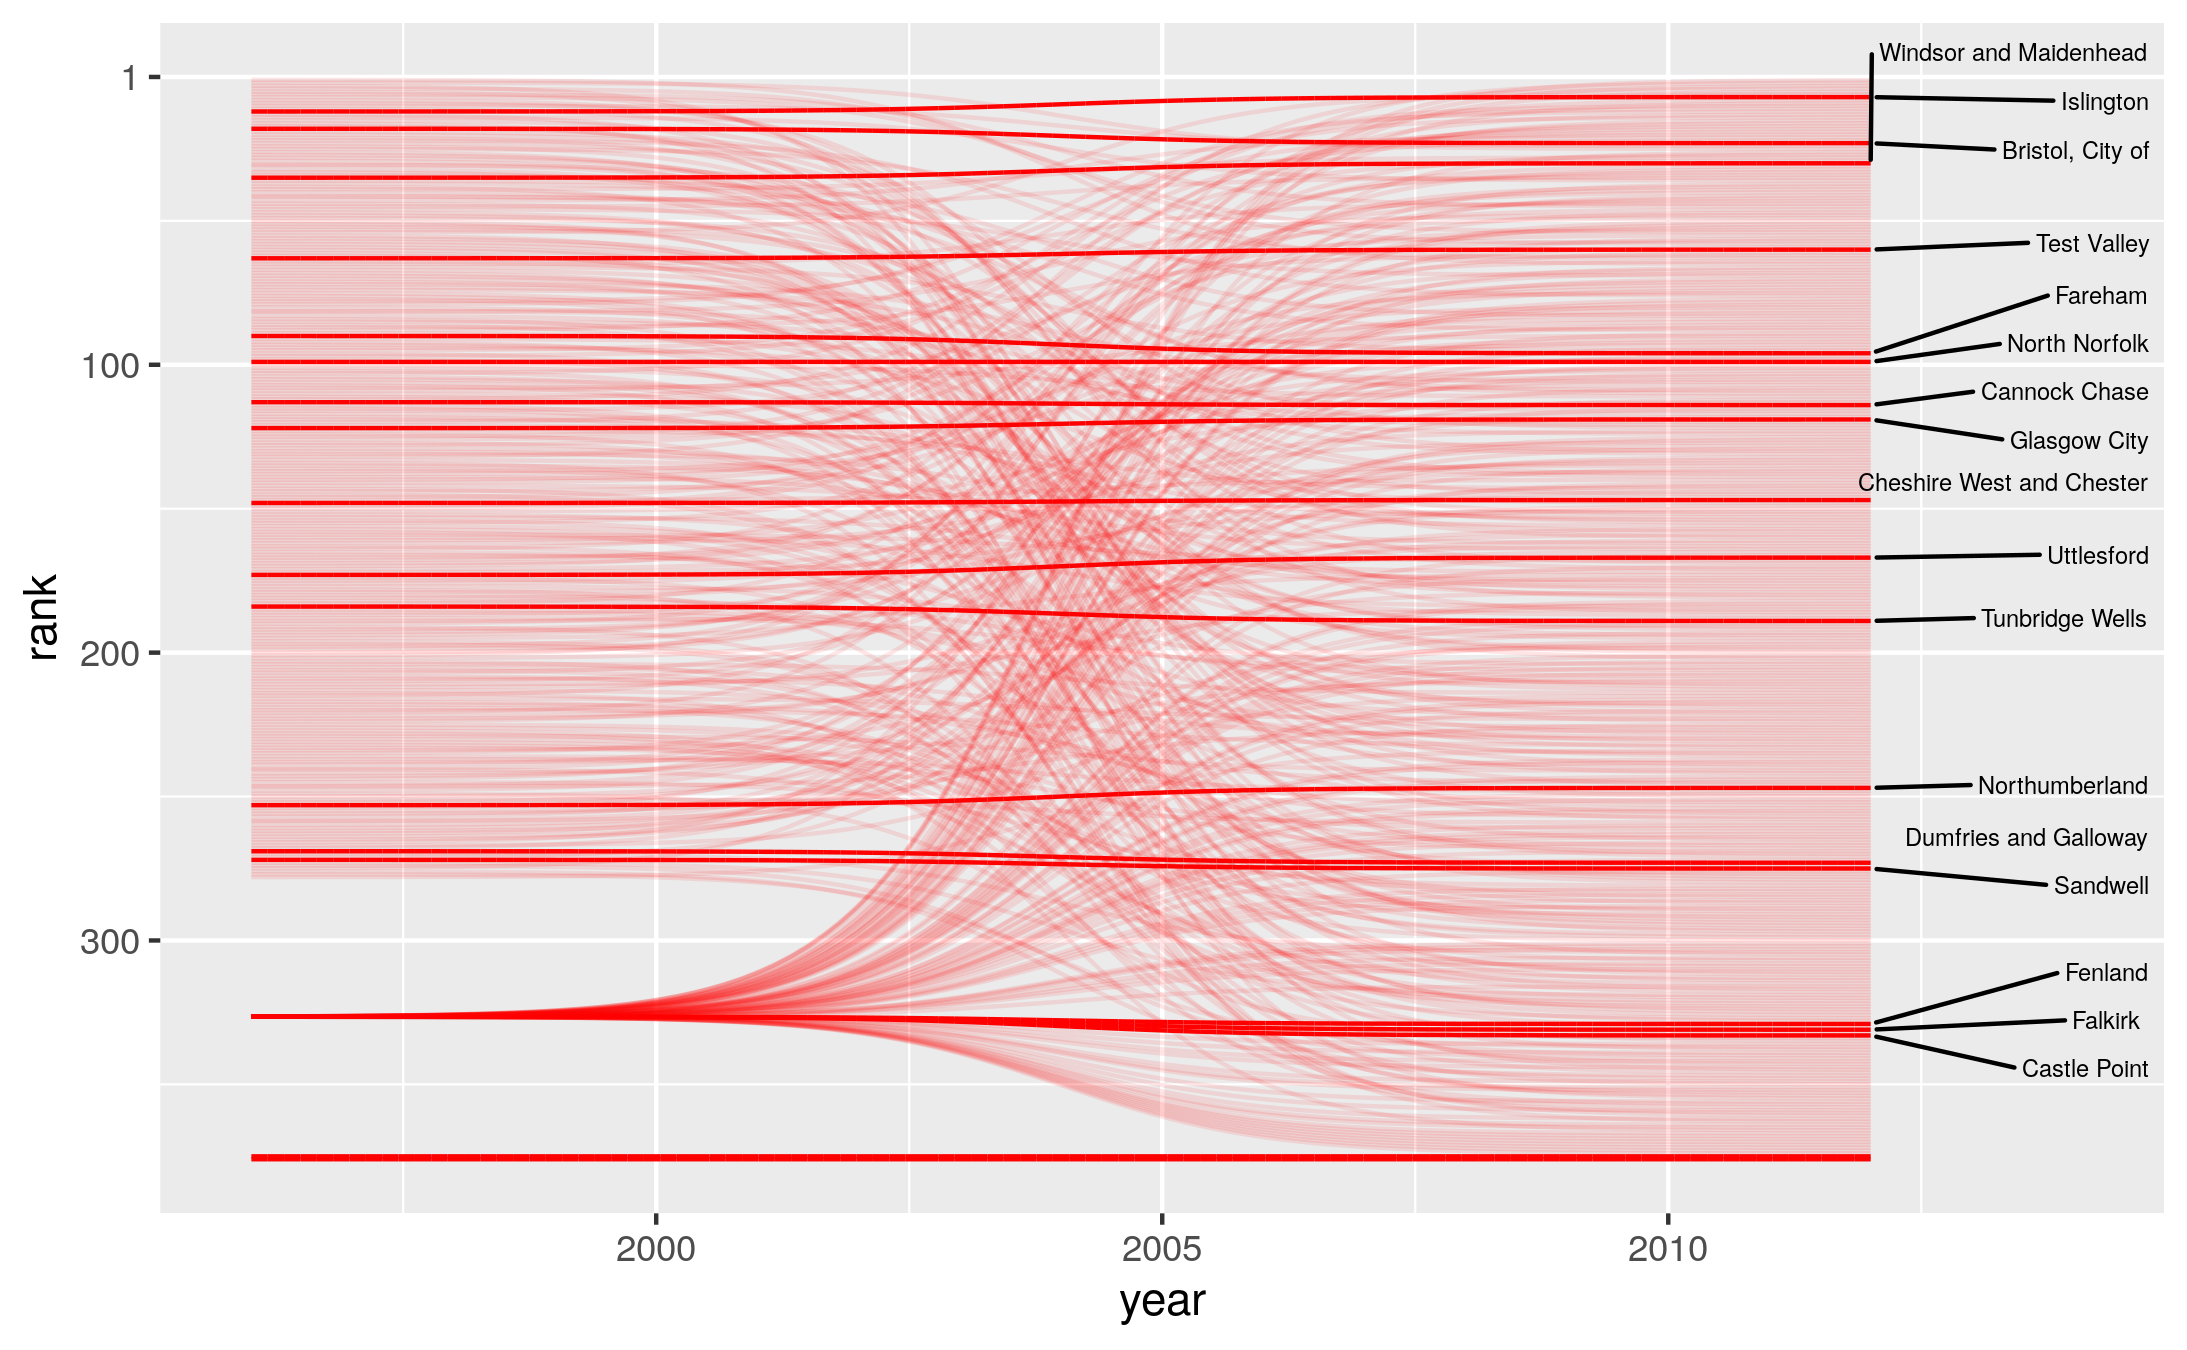 Windsor and Maidenhead
1
Islington
Bristol, City of
Test Valley
Fareham
North Norfolk
100
Cannock Chase
Glasgow City
Cheshire West and Chester
Uttlesford
Tunbridge Wells
rank
200
Northumberland
Dumfries and Galloway
Sandwell
300
Fenland
Falkirk
Castle Point
2000 2005 2010
year